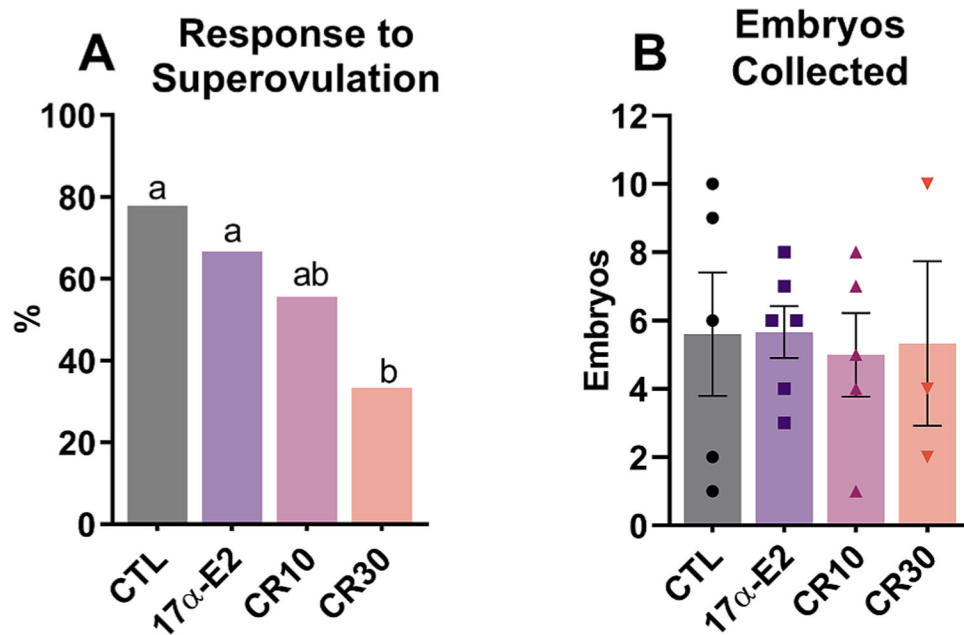 A
Response to
Superovulation
%
100
80
60
40
20
0
a
a
ab
b
CTL
17α-E2
CR10
CR30
B
Embryos
Collected
Embryos
12
10
8
6
4
2
0
CTL
17α-E2
CR10
CR30